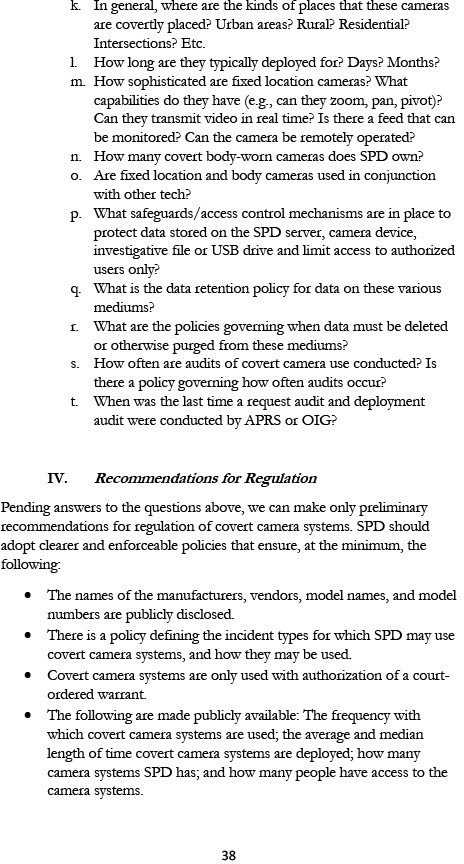 k. In general, where are the kinds of places that these cameras
are covertly placed? Urban areas? Rural? Residential?
Intersections? Etc.
l. How long are they typically deployed for? Days? Months?
m. How sophisticated are fixed location cameras? What
capabilities do they have (e.g., can they zoom, pan, pivot)?
Can they transmit video in real time? Is there a feed that can
be monitored? Can the camera be remotely operated?
n. How many covert body-worn cameras does SPD own?
o. Are fixed location and body cameras used in conjunction
with other tech?
p. What safeguards/access control mechanisms are in place to
protect data stored on the SPD server, camera device,
investigative file or USB drive and limit access to authorized
users only?
q. What is the data retention policy for data on these various
mediums?
r. What are the policies governing when data must be deleted
or otherwise purged from these mediums?
s. How often are audits of covert camera use conducted? Is
there a policy governing how often audits occur?
t. When was the last time a request audit and deployment
audit were conducted by APRS or OIG?
IV. Recommendations for Regulation
Pending answers to the questions above, we can make only preliminary
recommendations for regulation of covert camera systems. SPD should
adopt clearer and enforceable policies that ensure, at the minimum, the
following:
• The names of the manufacturers, vendors, model names, and model
numbers are publicly disclosed.
• There is a policy defining the incident types for which SPD may use
covert camera systems, and how they may be used.
• Covert camera systems are only used with authorization of a court-
ordered warrant.
• The following are made publicly available: The frequency with
which covert camera systems are used; the average and median
length of time covert camera systems are deployed; how many
camera systems SPD has; and how many people have access to the
camera systems.
38